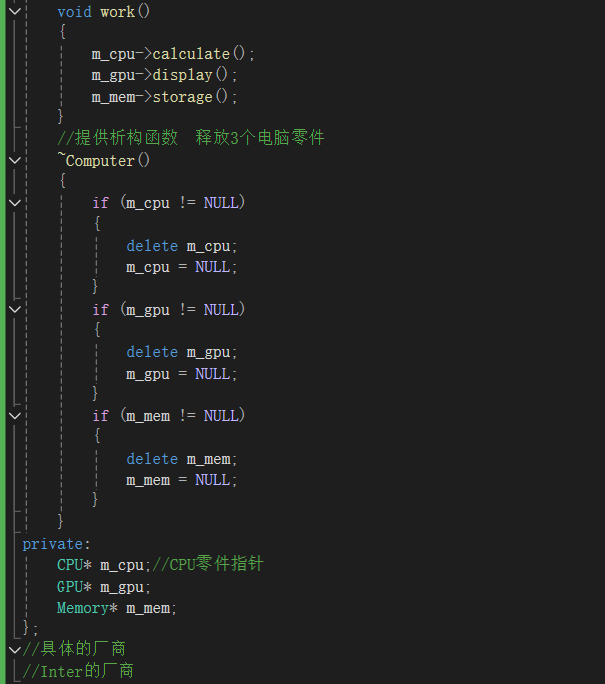 void work()
{
m_cpu->calculate();
m_gpu->display();
m_mem->storage();
}
//提供析构函数 释放3个电脑零件
~Computer()
{
if (m_cpu != NULL)
{
delete m_cpu;
m_cpu = NULL;
}
if (m_gpu != NULL)
{
delete m_gpu;
m_gpu = NULL;
}
if (m_mem != NULL)
{
delete m_mem;
m_mem = NULL;
}
}
private:
CPU* m_cpu;//CPU零件指针
GPU* m_gpu;
Memory* m_mem;
};
//具体的厂商
//Inter的厂商